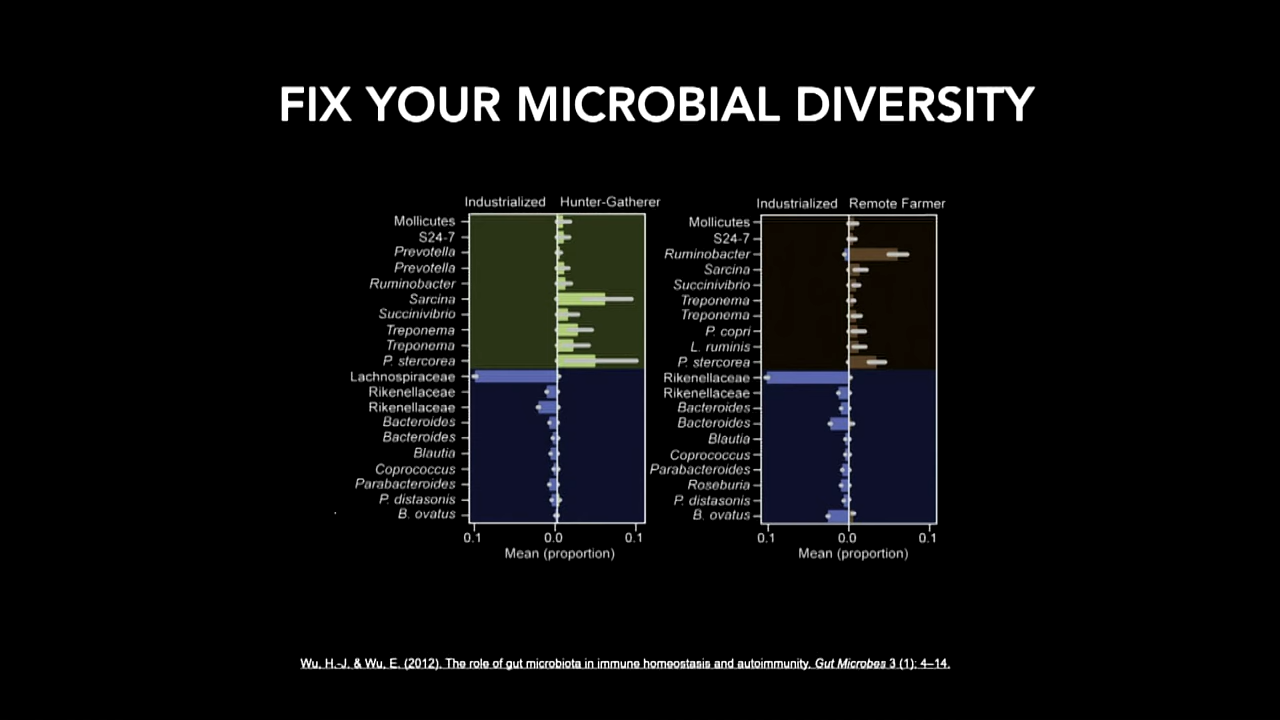 FIX YOUR MICROBIAL DIVERSITY
Industrialized Hunter-Gatherer
Mollicutes
S24-7
Prevotella
Prevotella
Ruminobacter
Sarcina
Succinivibrio
Treponema
Treponema
P. stercorea
Lachnospiraceae
Rikenellaceae
Rikenellaceae
Bacteroides
Bacteroides
Blautia
Coprococcus
Parabacteroides
P. distasonis
B. ovatus
0.1 0.0 0.1
Mean (proportion)
Industrialized Remote Farmer
Mollicutes
S24-7
Ruminobacter
Sarcina
Succinivibrio
Treponema
Treponema
P. copri
L. ruminis
P. stercorea
Rikenellaceae
Rikenellaceae
Bacteroides
Bacteroides
Blautia
Coprococcus
Parabacteroides
Roseburia
P. distasonis
B. ovatus
0.1 0.0 0.1
Mean (proportion)
Wu, H.-J. & Wu, E. (2012). The role of gut microbiota in immune homeostasis and autoimmunity. Gut Microbes 3 (1): 4–14.